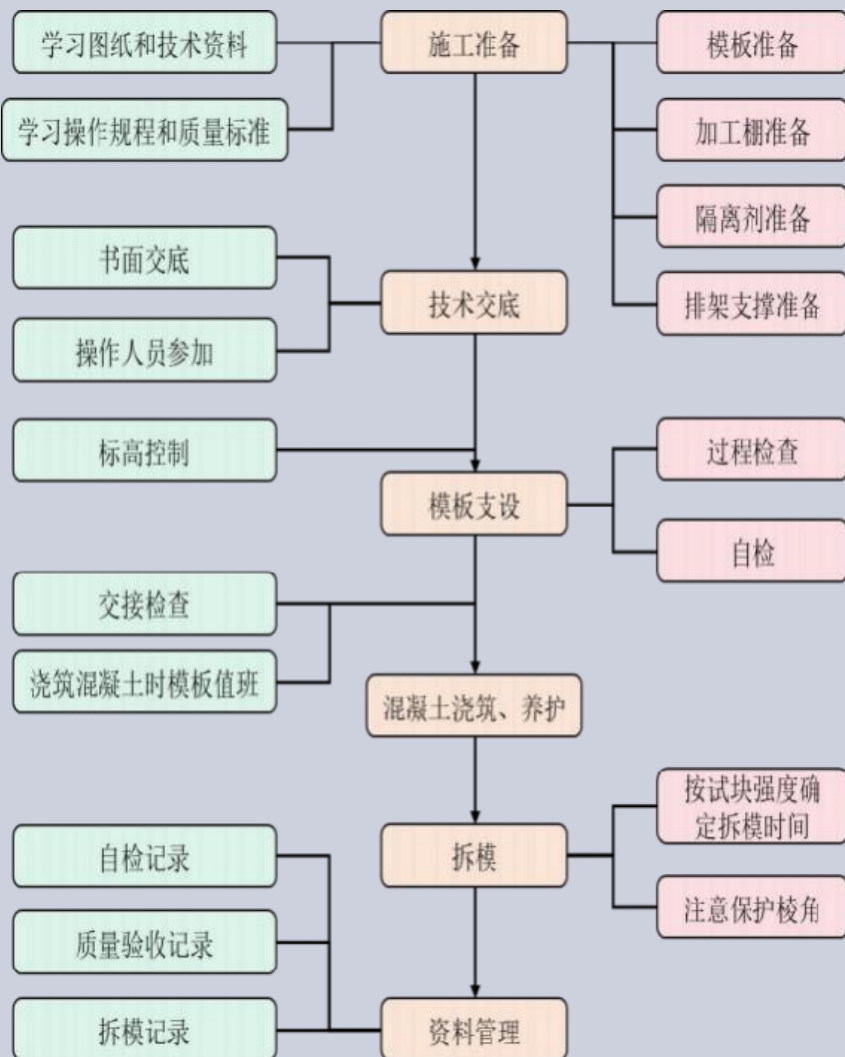 学习图纸和技术资料
施工准备
模板准备
学习操作规程和质量标准
加工棚准备
隔离剂准备
书面交底
技术交底
排架支撑准备
操作人员参加
标高控制
过程检查
模板支设
自检
交接检查
浇筑混凝土时模板值班
混凝土浇筑、养护
按试块强度确
定拆模时间
自检记录
拆模
注意保护棱角
质量验收记录
拆模记录
资料管理